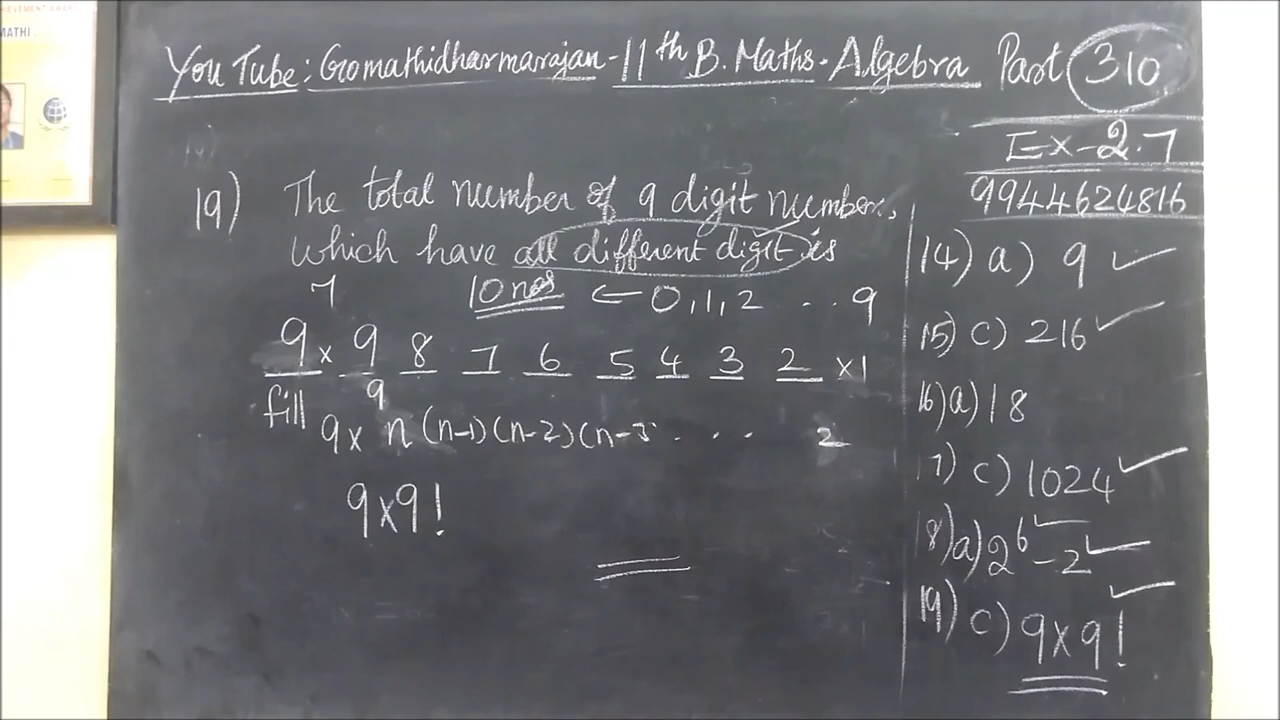 MATHI
You Tube: Gomathidharmarajan - 11th B. Maths - Algebra Part 310
Ex-2.7
9944624816
19) The total number of 9 digit number.
which have all different digit is
10 nos ← 0,1,2 .. 9
9 × 9 8 7 6 5 4 3 2 ×1
fill 9
9× n (n-1)(n-2)(n-3 . . . 2
9×9!
14) a) 9 ✓
15) c) 216 ✓
16) a) 18
17) c) 1024 ✓
18) a) 2⁶ - 2 ✓
19) c) 9×9! ✓